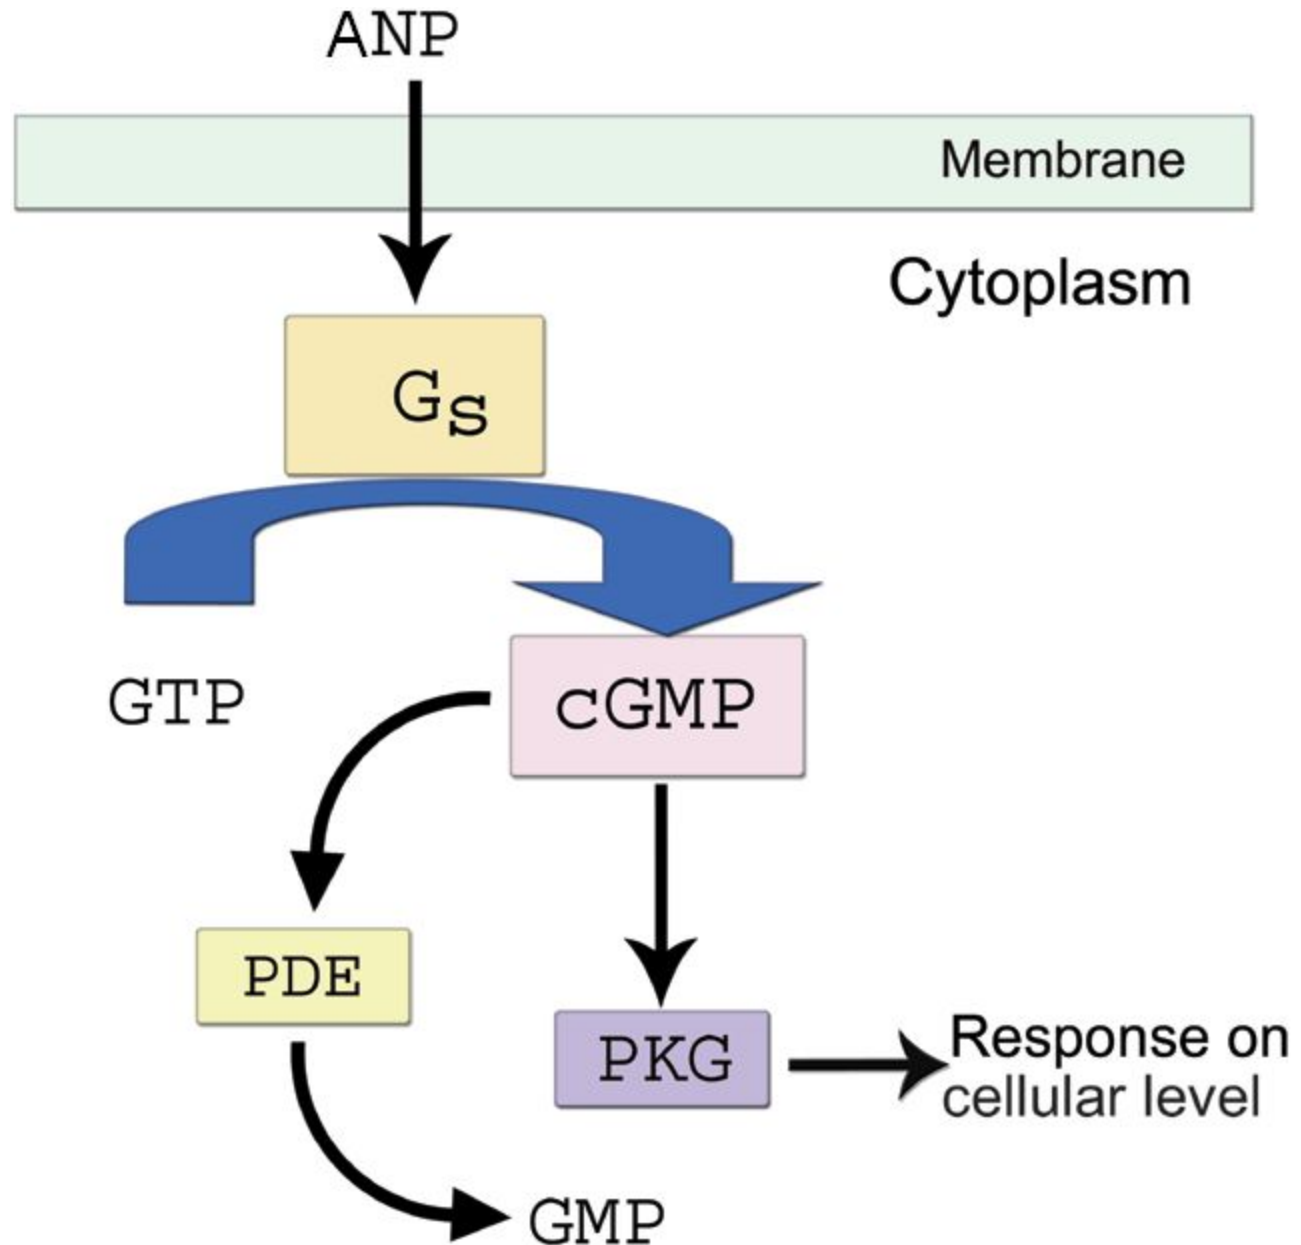 ANP
Membrane
Cytoplasm
Gs
GTP
cGMP
PDE
PKG
Response on
cellular level
GMP